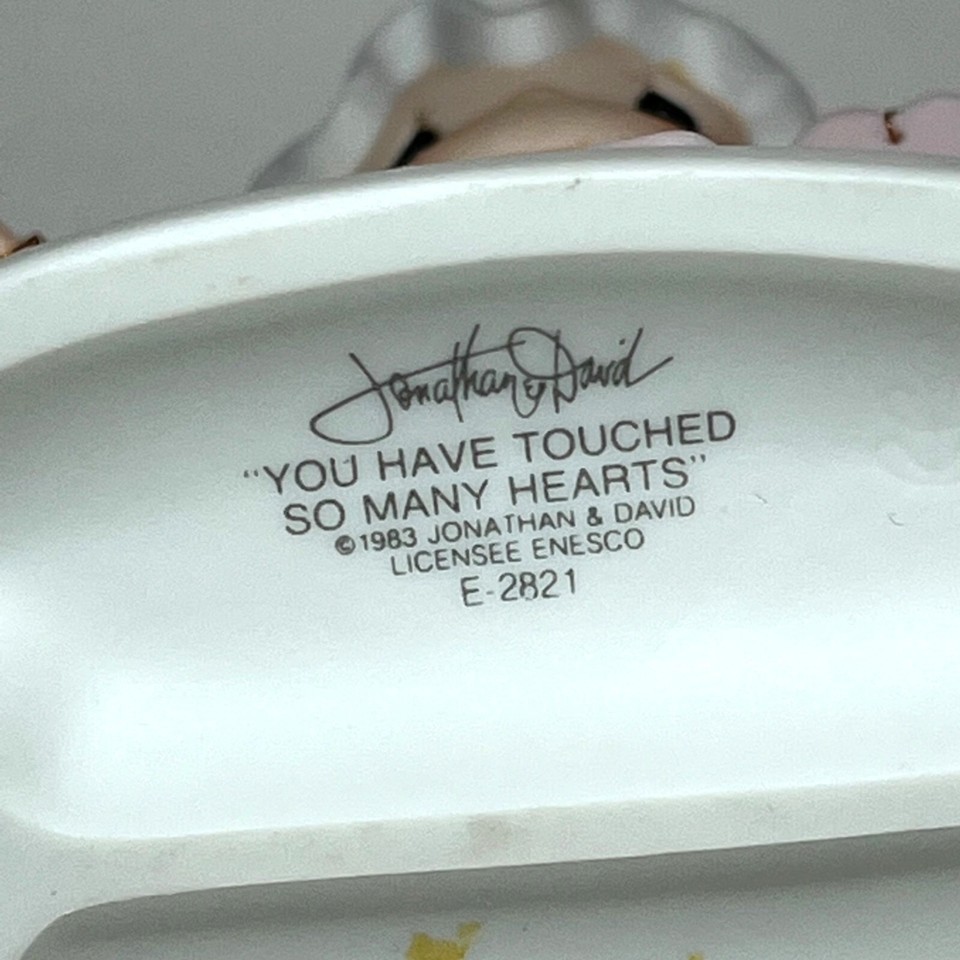 Jonathan & David
“YOU HAVE TOUCHED
SO MANY HEARTS”
©1983 JONATHAN & DAVID
LICENSEE ENESCO
E-2821